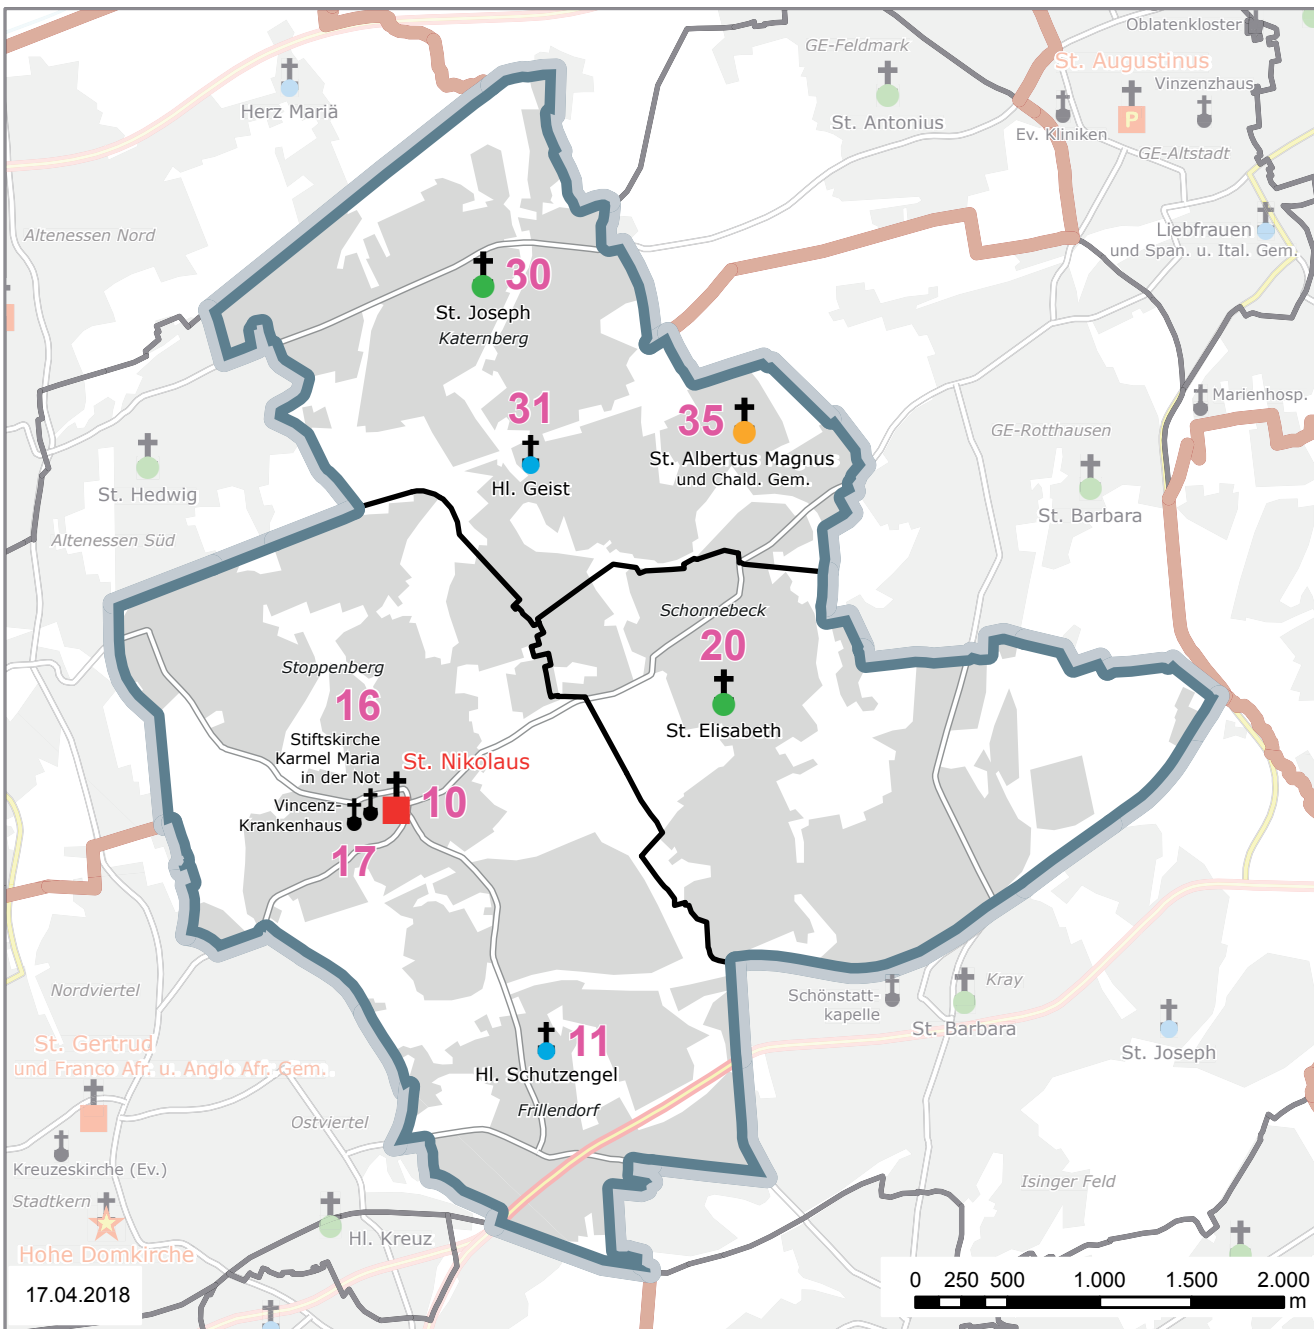 Oblatenkloster
GE-Feldmark
St. Augustinus
Vinzenzhaus
Herz Mariä
St. Antonius
P
Ev. Kliniken
GE-Altstadt
Altenessen Nord
Liebfrauen
und Span. u. Ital. Gem.
30
St. Joseph
Katernberg
31
35
Marienhosp.
GE-Rotthausen
St. Albertus Magnus
und Chald. Gem.
Hl. Geist
St. Hedwig
St. Barbara
Altenessen Süd
Schonnebeck
20
Stoppenberg
16
St. Elisabeth
Stiftskirche
Karmel Maria
in der Not
St. Nikolaus
Vincenz-
Krankenhaus
10
17
Nordviertel
Schönstatt-
kapelle
Kray
St. Barbara
St. Gertrud
und Franco Afr. u. Anglo Afr. Gem.
11
Hl. Schutzengel
St. Joseph
Frillendorf
Ostviertel
Kreuzeskirche (Ev.)
Stadtkern
Isinger Feld
Hl. Kreuz
Hohe Domkirche
17.04.2018
0 250 500 1.000 1.500 2.000
m